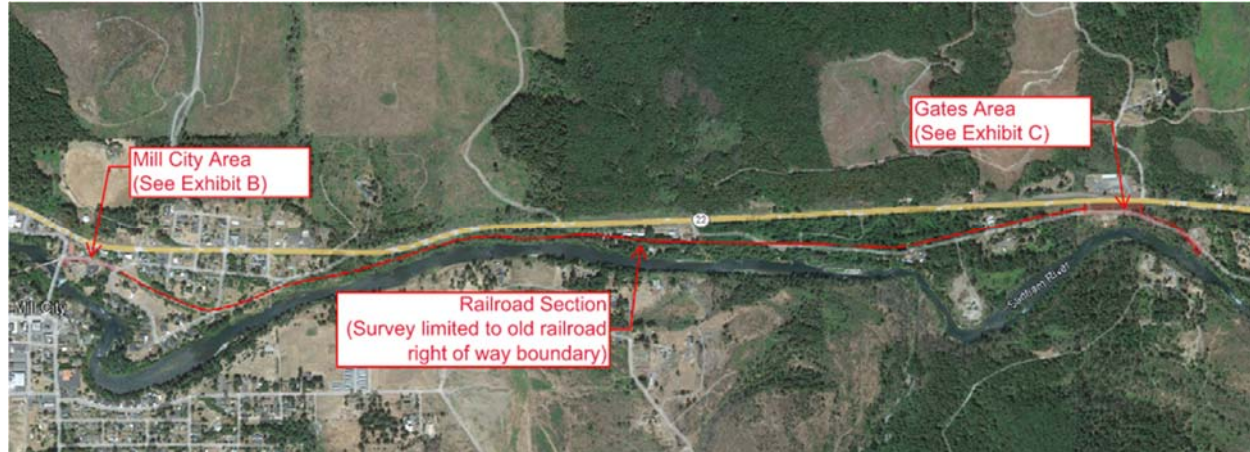 Gates Area
(See Exhibit C)
Mill City Area
(See Exhibit B)
22
Railroad Section
(Survey limited to old railroad
right of way boundary)
Santiam River
Mill City